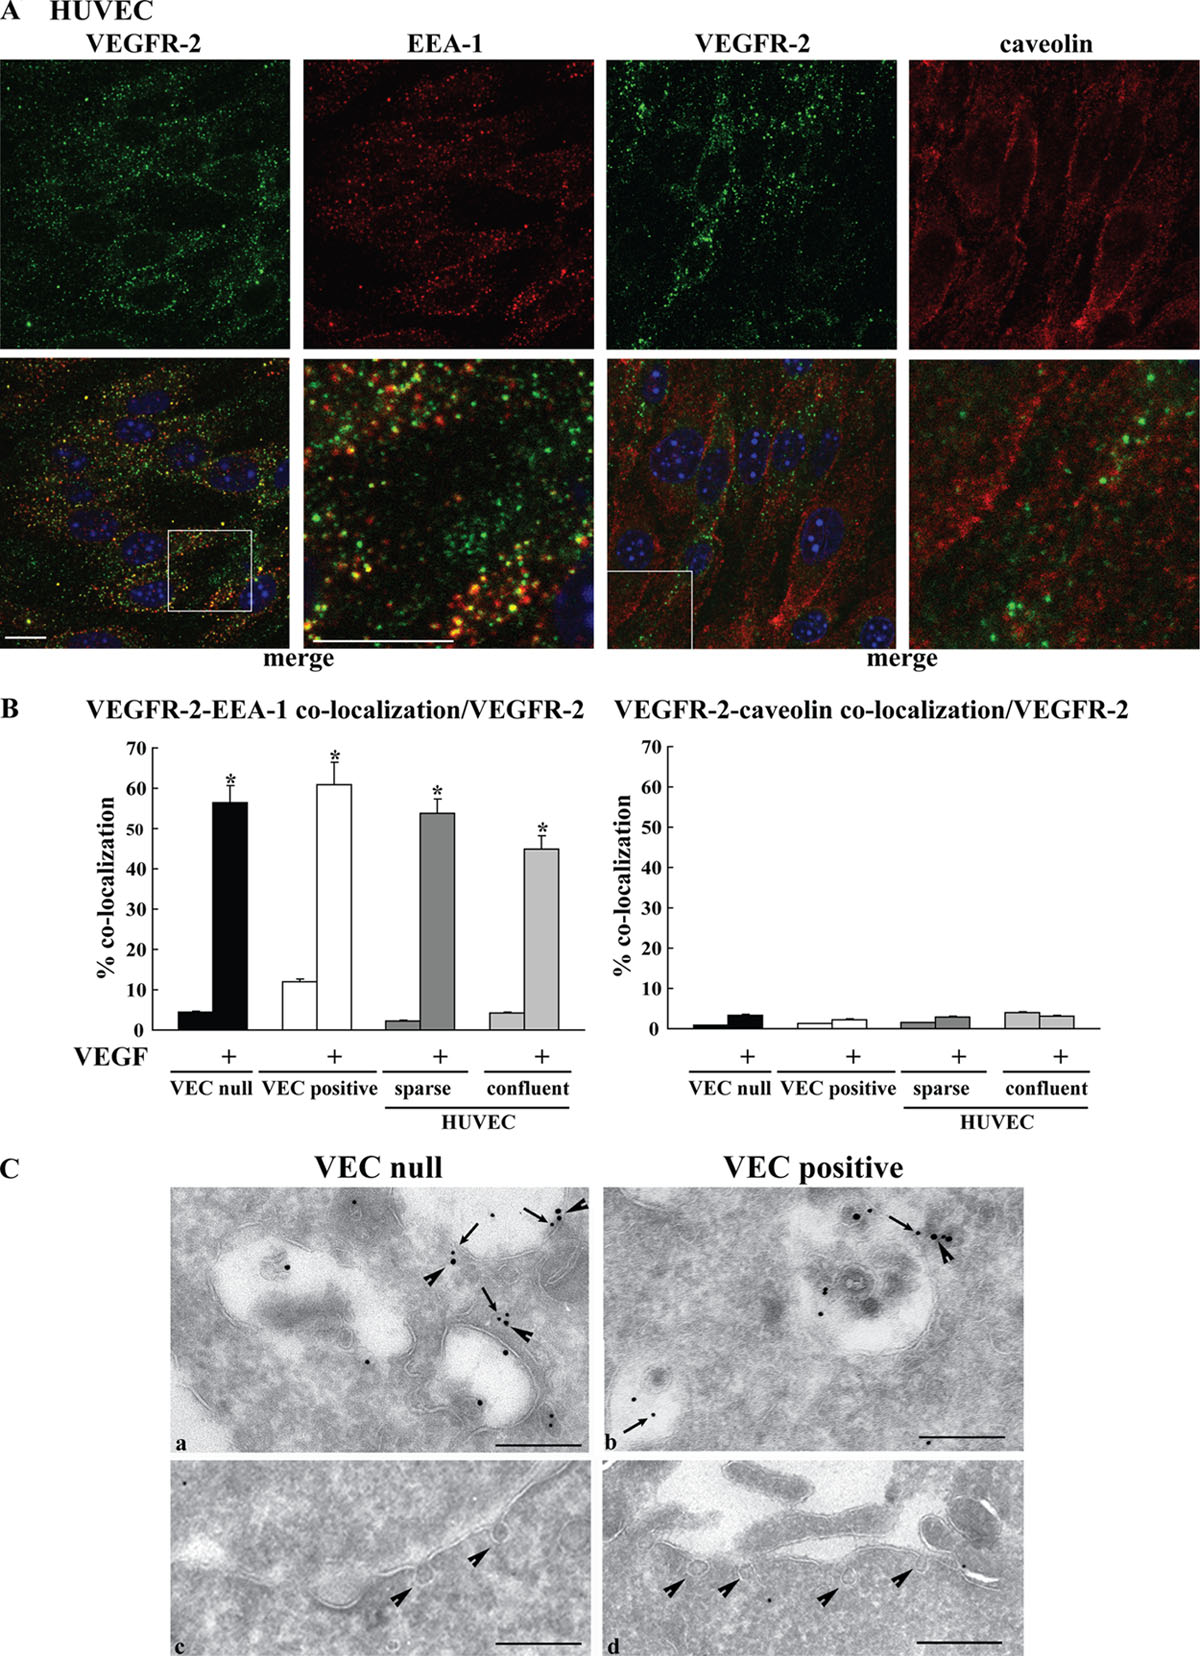 A HUVEC
VEGFR-2 EEA-1 VEGFR-2 caveolin
merge merge
B VEGFR-2-EEA-1 co-localization/VEGFR-2 VEGFR-2-caveolin co-localization/VEGFR-2
% co-localization
70
60
50
40
30
20
10
0
* * * *
VEGF + + + +
VEC null VEC positive sparse confluent
HUVEC
% co-localization
70
60
50
40
30
20
10
0
+ + + +
VEC null VEC positive sparse confluent
HUVEC
C VEC null VEC positive
a b
c d